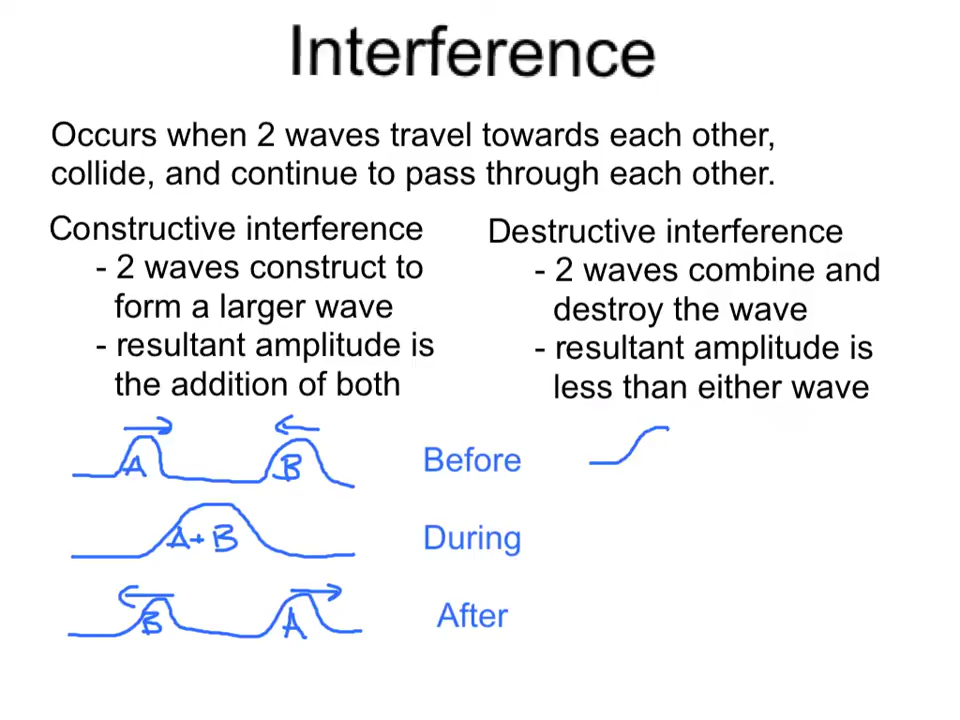 Interference
Occurs when 2 waves travel towards each other,
collide, and continue to pass through each other.
Constructive interference
- 2 waves construct to
form a larger wave
- resultant amplitude is
the addition of both
Destructive interference
- 2 waves combine and
destroy the wave
- resultant amplitude is
less than either wave
A B Before
A+B During
B A After